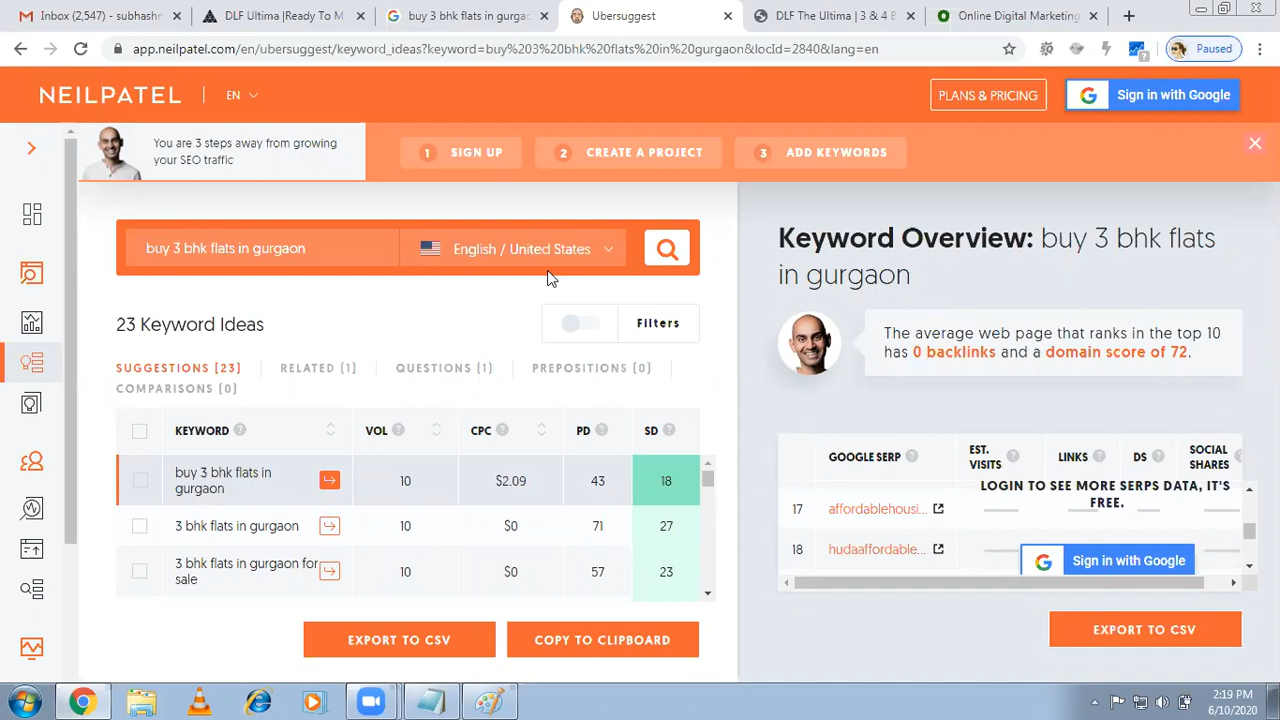 Inbox (2,547) - subhashn
DLF Ultima |Ready To M
buy 3 bhk flats in gurgao
Ubersuggest
DLF The Ultima | 3 & 4 B
Online Digital Marketing
app.neilpatel.com/en/ubersuggest/keyword_ideas?keyword=buy%203%20bhk%20flats%20in%20gurgaon&locId=2840&lang=en
Paused
NEILPATEL
EN
PLANS & PRICING
Sign in with Google
You are 3 steps away from growing
your SEO traffic
1 SIGN UP
2 CREATE A PROJECT
3 ADD KEYWORDS
buy 3 bhk flats in gurgaon
English / United States
23 Keyword Ideas
Filters
SUGGESTIONS (23)
RELATED (1)
QUESTIONS (1)
PREPOSITIONS (0)
COMPARISONS (0)
KEYWORD VOL CPC PD SD
buy 3 bhk flats in
gurgaon
10 $2.09 43 18
3 bhk flats in gurgaon 10 $0 71 27
3 bhk flats in gurgaon for
sale
10 $0 57 23
EXPORT TO CSV
COPY TO CLIPBOARD
Keyword Overview: buy 3 bhk flats
in gurgaon
The average web page that ranks in the top 10
has 0 backlinks and a domain score of 72.
GOOGLE SERP
EST.
VISITS
LINKS
DS
SOCIAL
SHARES
LOGIN TO SEE MORE SERPS DATA, IT'S
FREE.
17 affordablehousi...
18 hudaaffordable...
Sign in with Google
EXPORT TO CSV
2:19 PM
6/10/2020